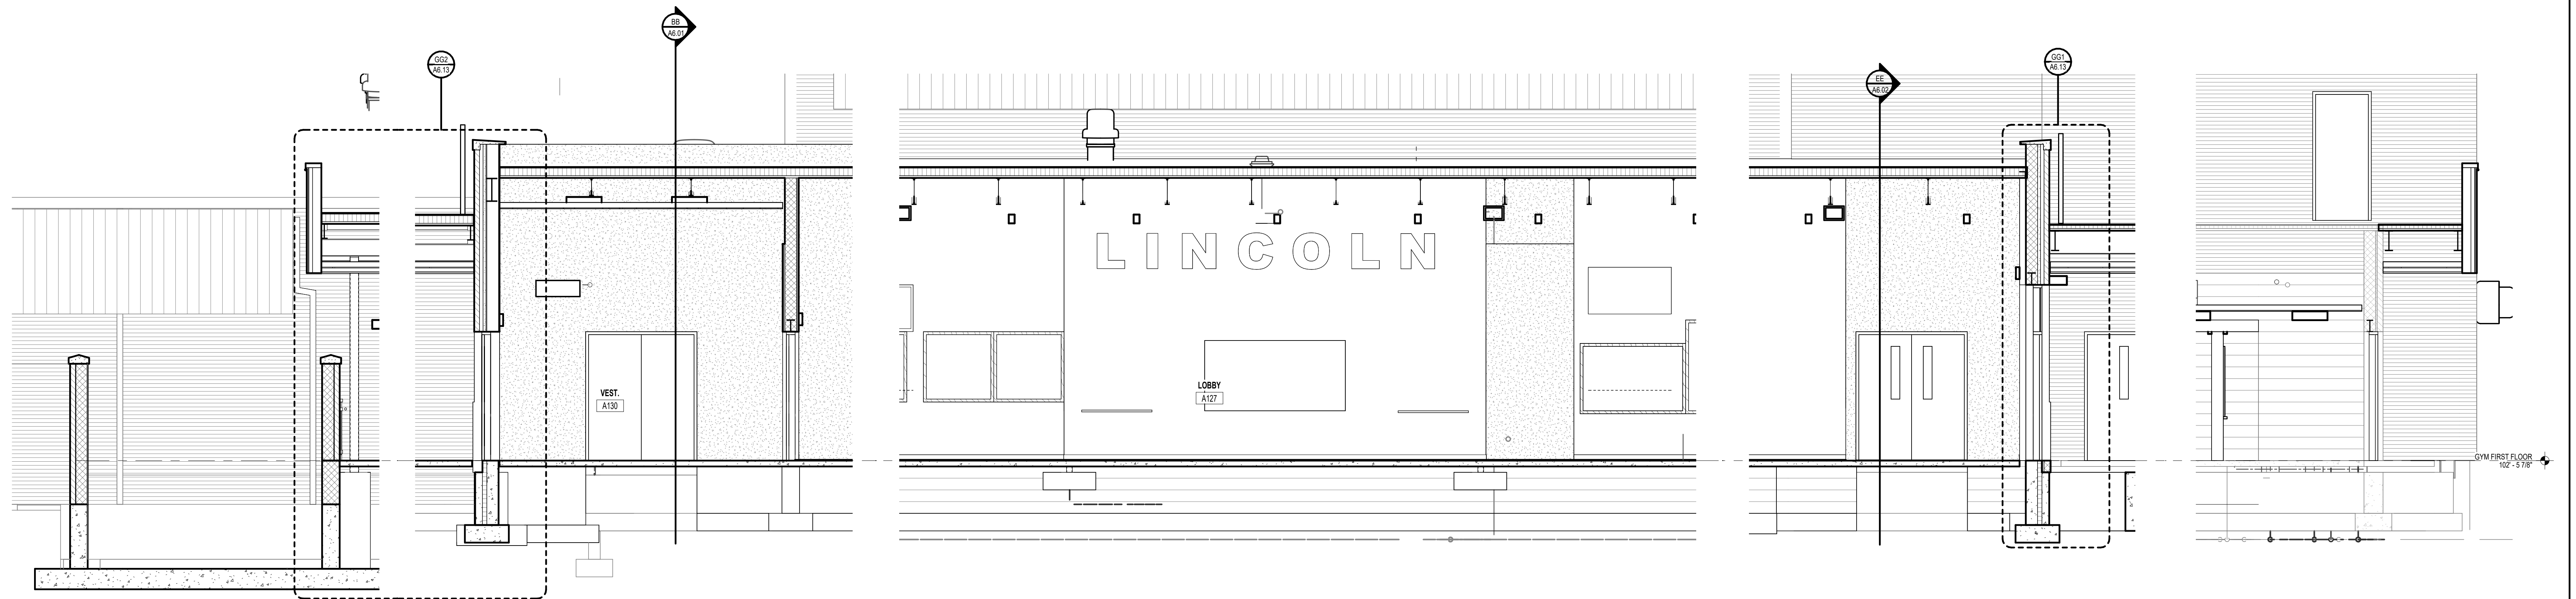 BB
A6.01
GG2
A6.13
GG1
A6.13
EE
A6.02
LINCOLN
VEST.
A130
LOBBY
A127
GYM FIRST FLOOR
102' - 5 7/8"